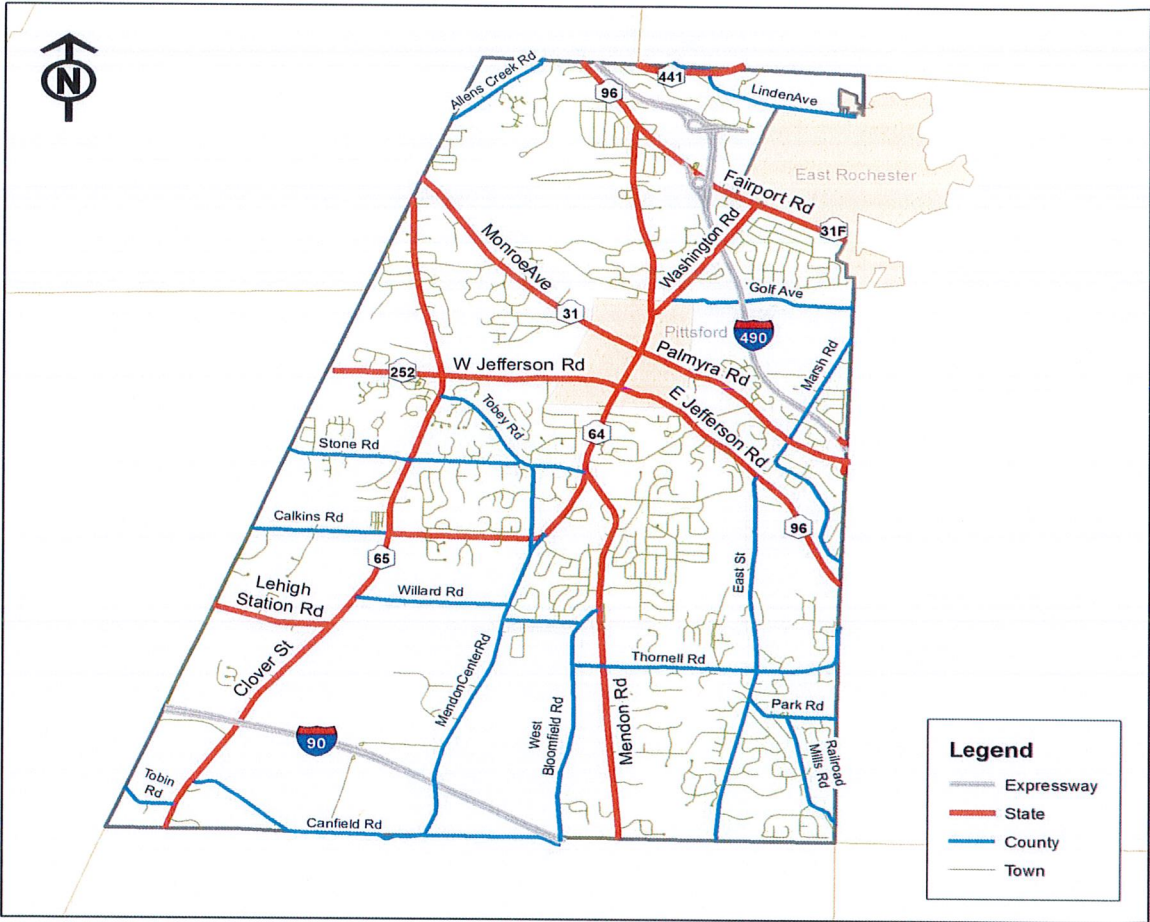 N
Allens Creek Rd
96
441
LindenAve
East Rochester
Fairport Rd
31F
Washington Rd
MonroeAve
31
Golf Ave
Pittsford
490
Marsh Rd
Palmyra Rd
252
W Jefferson Rd
E Jefferson Rd
Tobey Rd
64
Stone Rd
Calkins Rd
96
65
East St
Lehigh
Station Rd
Willard Rd
Clover St
MendonCenterRd
Thornell Rd
Mendon Rd
West
Bloomfield Rd
Park Rd
Railroad
Mills Rd
90
Tobin
Rd
Canfield Rd
Legend
Expressway
State
County
Town